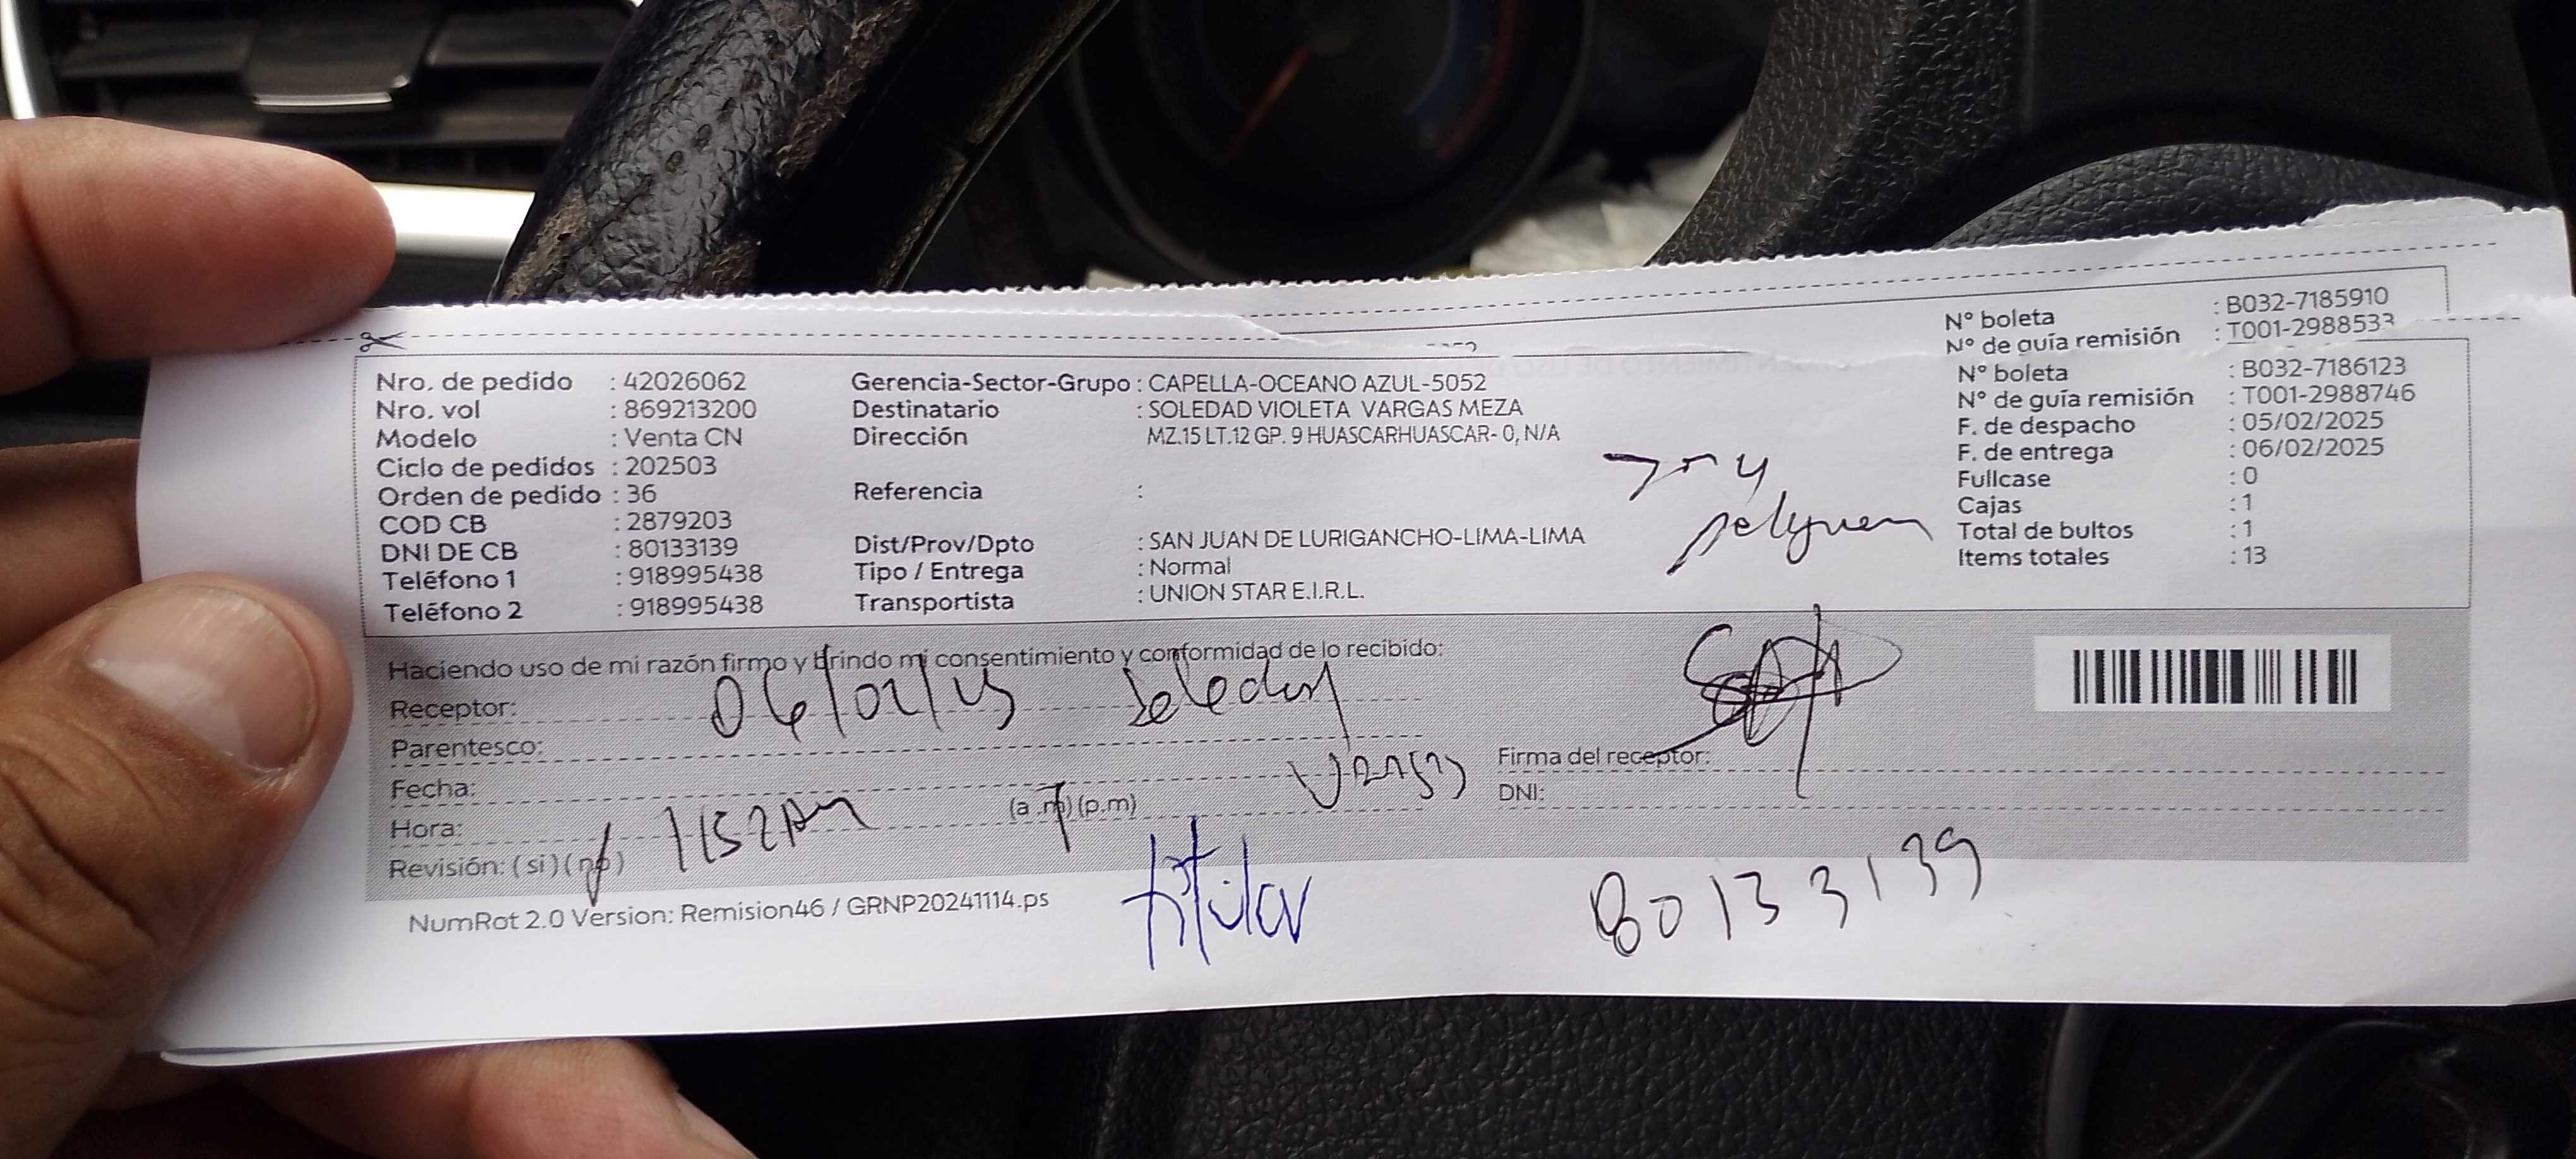 Nº boleta : B032-7185910
Nº de guía remisión : T001-2988533
Nro. de pedido : 42026062
Nro. vol : 869213200
Modelo : Venta CN
Ciclo de pedidos : 202503
Orden de pedido : 36
COD CB : 2879203
DNI DE CB : 80133139
Teléfono 1 : 918995438
Teléfono 2 : 918995438
Gerencia-Sector-Grupo : CAPELLA-OCEANO AZUL-5052
Destinatario : SOLEDAD VIOLETA VARGAS MEZA
Dirección MZ.15 LT.12 GP. 9 HUASCARHUASCAR- 0, N/A
Referencia :
Dist/Prov/Dpto : SAN JUAN DE LURIGANCHO-LIMA-LIMA
Tipo / Entrega : Normal
Transportista : UNION STAR E.I.R.L.
Nº boleta : B032-7186123
Nº de guía remisión : T001-2988746
F. de despacho : 05/02/2025
F. de entrega : 06/02/2025
Fullcase : 0
Cajas : 1
Total de bultos : 1
Items totales : 13
Haciendo uso de mi razón firmo y brindo mi consentimiento y conformidad de lo recibido:
Receptor: 06/02/25 Soledad
Parentesco:
Vargas
Firma del receptor:
Fecha:
DNI:
Hora: 1152 Am (a.m) (p.m)
Revisión: (si) (no)
titular
80133139
NumRot 2.0 Version: Remision46 / GRNP20241114.ps